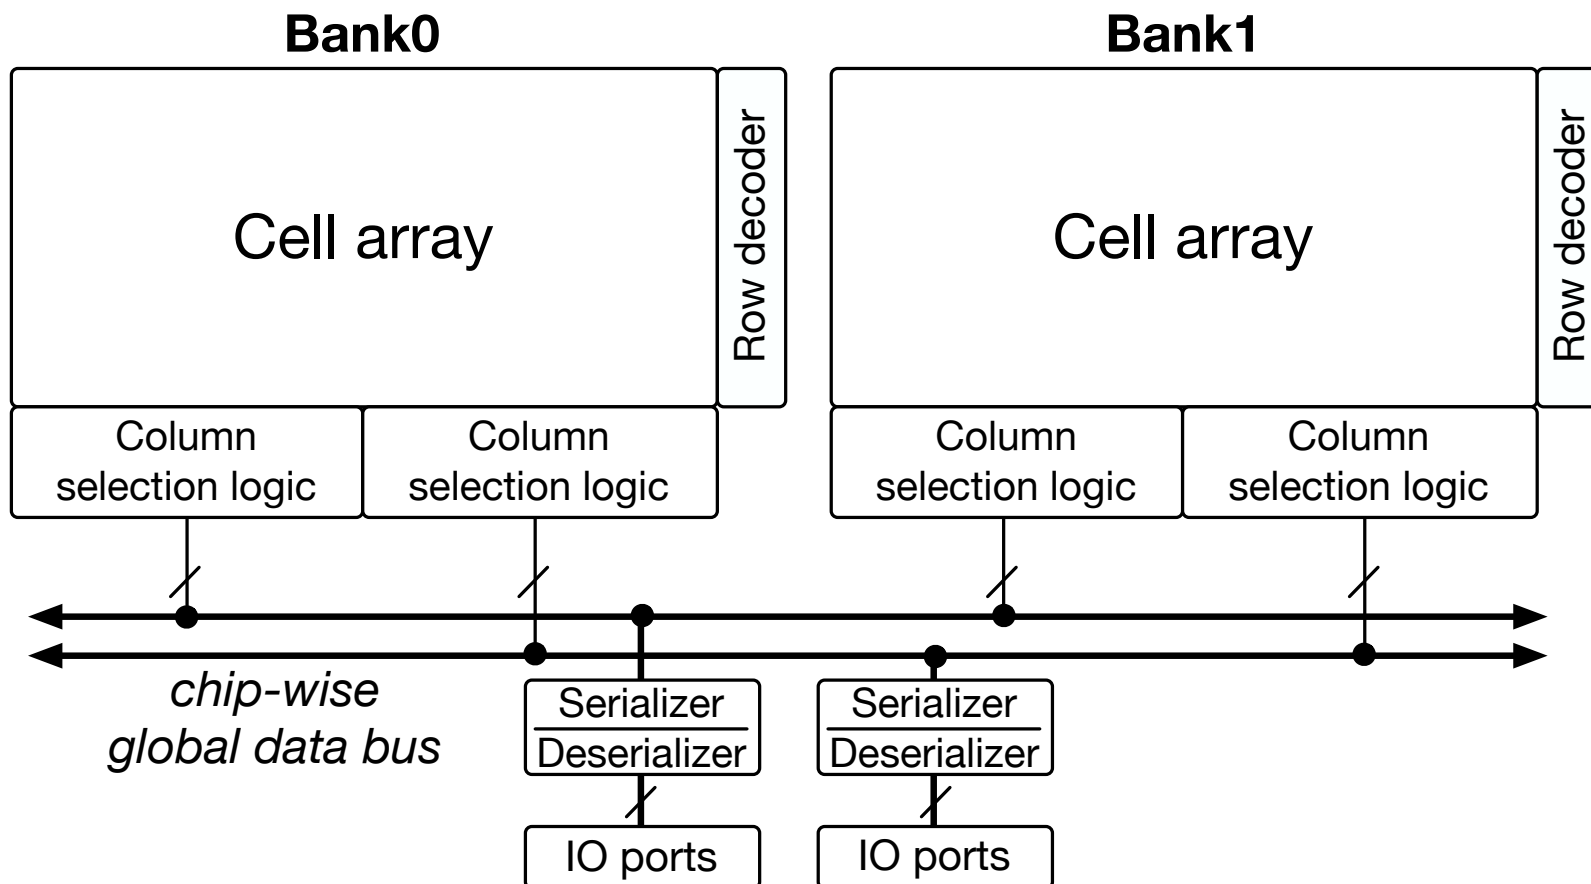 Bank0
Bank1
Cell array
Row decoder
Cell array
Row decoder
Column
selection logic
Column
selection logic
Column
selection logic
Column
selection logic
chip-wise
global data bus
Serializer
Deserializer
Serializer
Deserializer
IO ports
IO ports